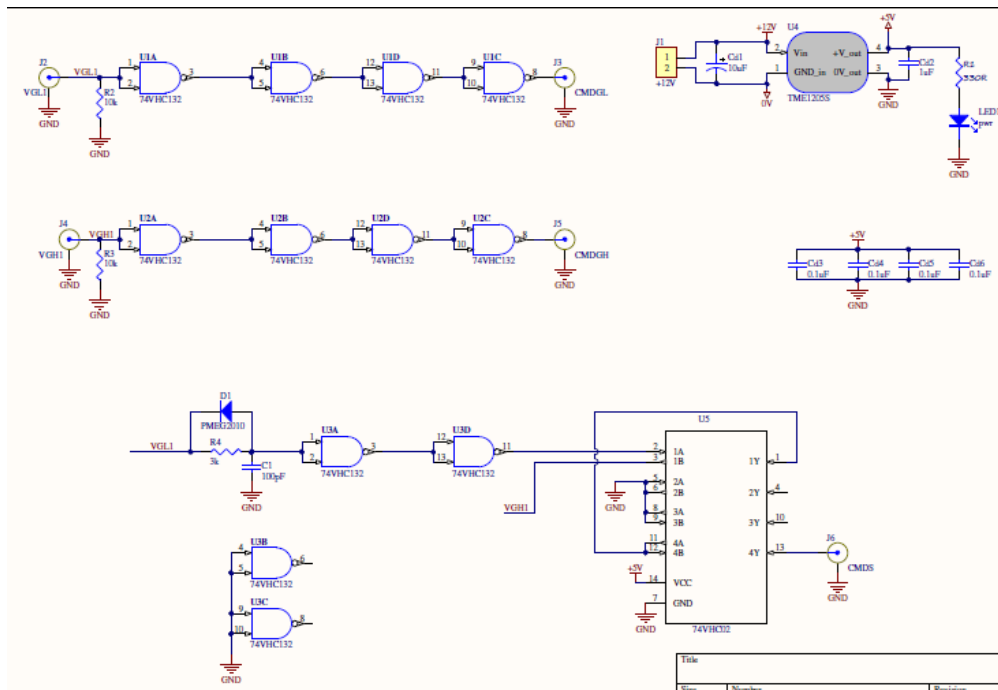 J2
VGL1
VGL1
GND
R2
10k
GND
U1A
1
2
3
74VHC132
U1B
4
5
6
74VHC132
U1D
12
13
11
74VHC132
U1C
9
10
8
74VHC132
J3
CMDGL
GND
J1
1
2
+12V
+12V
Cd1
10uF
0V
U4
2
Vin
+V_out
4
1
GND_in
0V_out
3
TME1205S
+5V
Cd2
1uF
GND
330R
pwr
GND
J4
VGH1
VGH1
GND
R3
10k
GND
U2A
1
2
3
74VHC132
U2B
4
5
6
74VHC132
U2D
12
13
11
74VHC132
U2C
9
10
8
74VHC132
J5
CMDGH
GND
+5V
Cd3
0.1uF
Cd4
0.1uF
Cd5
0.1uF
Cd6
0.1uF
GND
D1
PMEG2010
VGL1
R4
3k
C1
100pF
GND
U3A
1
2
3
74VHC132
U3D
12
13
11
74VHC132
VGH1
U5
2
1A
1Y
1
3
1B
5
2A
6
2B
2Y
4
GND
8
3A
9
3B
3Y
10
11
4A
12
4B
4Y
13
+5V
14
VCC
7
GND
GND
74VHC02
J6
CMDS
GND
U3B
4
5
6
74VHC132
U3C
9
10
8
74VHC132
GND
Title
Size
Number
Revision